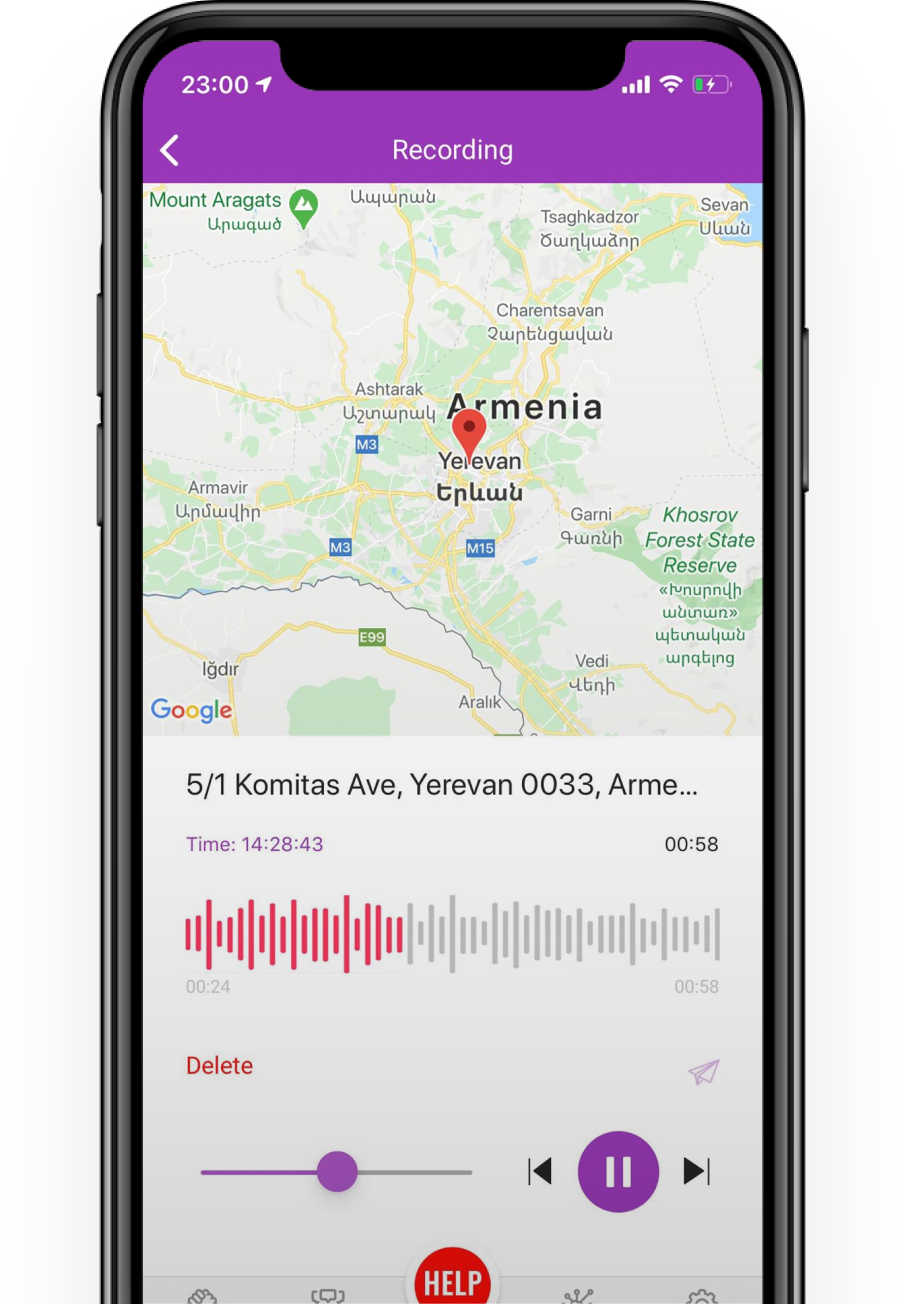 23:00
Recording
Mount Aragats
Արագած
Ապարան
Tsaghkadzor
Ծաղկաձոր
Sevan
Սևան
Charentsavan
Չարենցավան
Ashtarak
Աշտարակ
Armenia
M3
Yerevan
Երևան
Armavir
Արմավիր
Garni
Գառնի
Khosrov
Forest State
Reserve
«Խոսրովի
անտառ»
պետական
արգելոց
M3
M15
E99
Iğdır
Vedi
Վեդի
Aralık
Google
5/1 Komitas Ave, Yerevan 0033, Arme...
Time: 14:28:43
00:58
00:24
00:58
Delete
HELP